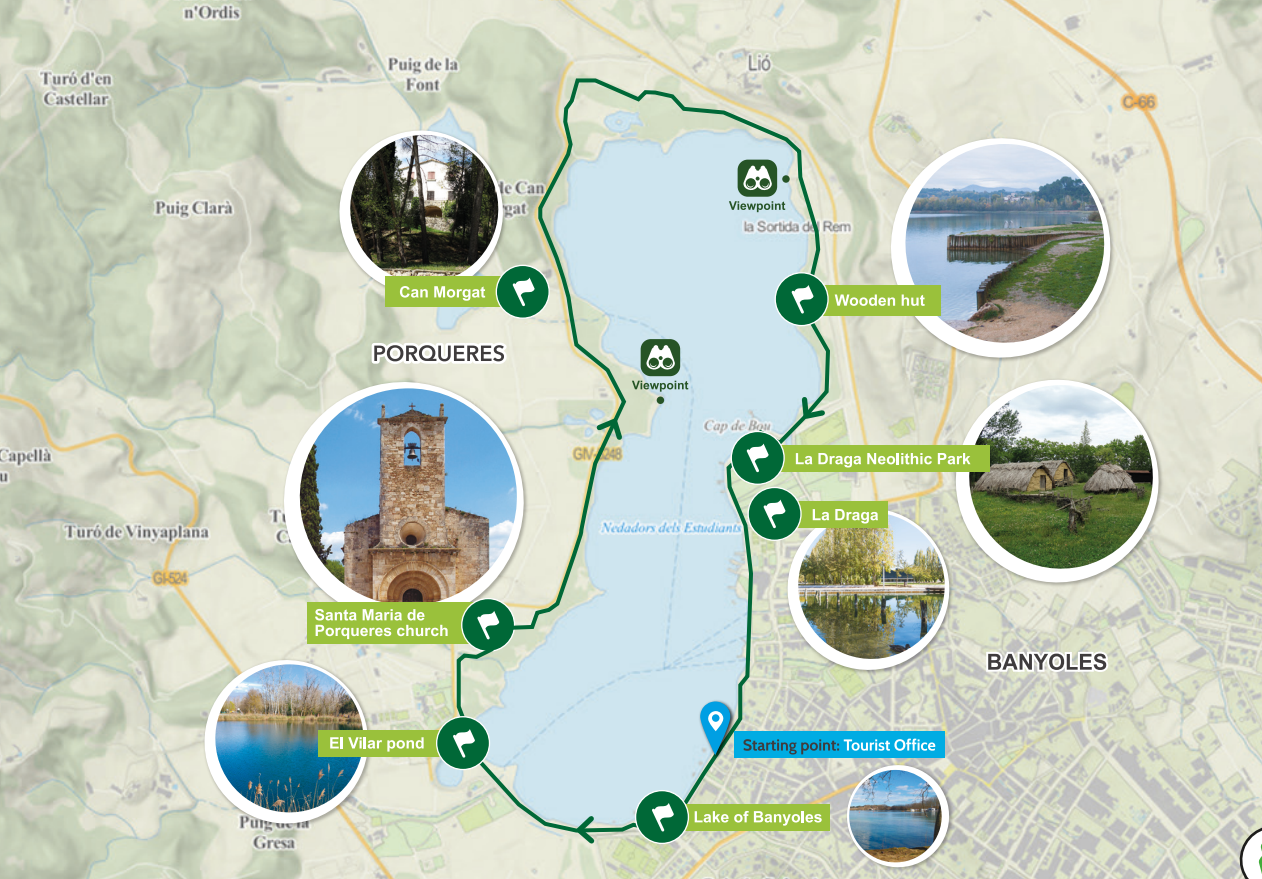 n'Ordis
Puig de la
Font
Lió
Turó d'en
Castellar
C-66
Viewpoint
de Can
Puig Clarà
la Sortida del Rem
Can Morgat
Wooden hut
PORQUERES
Viewpoint
Cap de Bou
Capellà
La Draga Neolithic Park
La Draga
Turó de Vinyaplana
Nedadors dels Estudiants
GI-524
Santa Maria de
Porqueres church
BANYOLES
El Vilar pond
Starting point: Tourist Office
Lake of Banyoles
Puig de la
Gresa